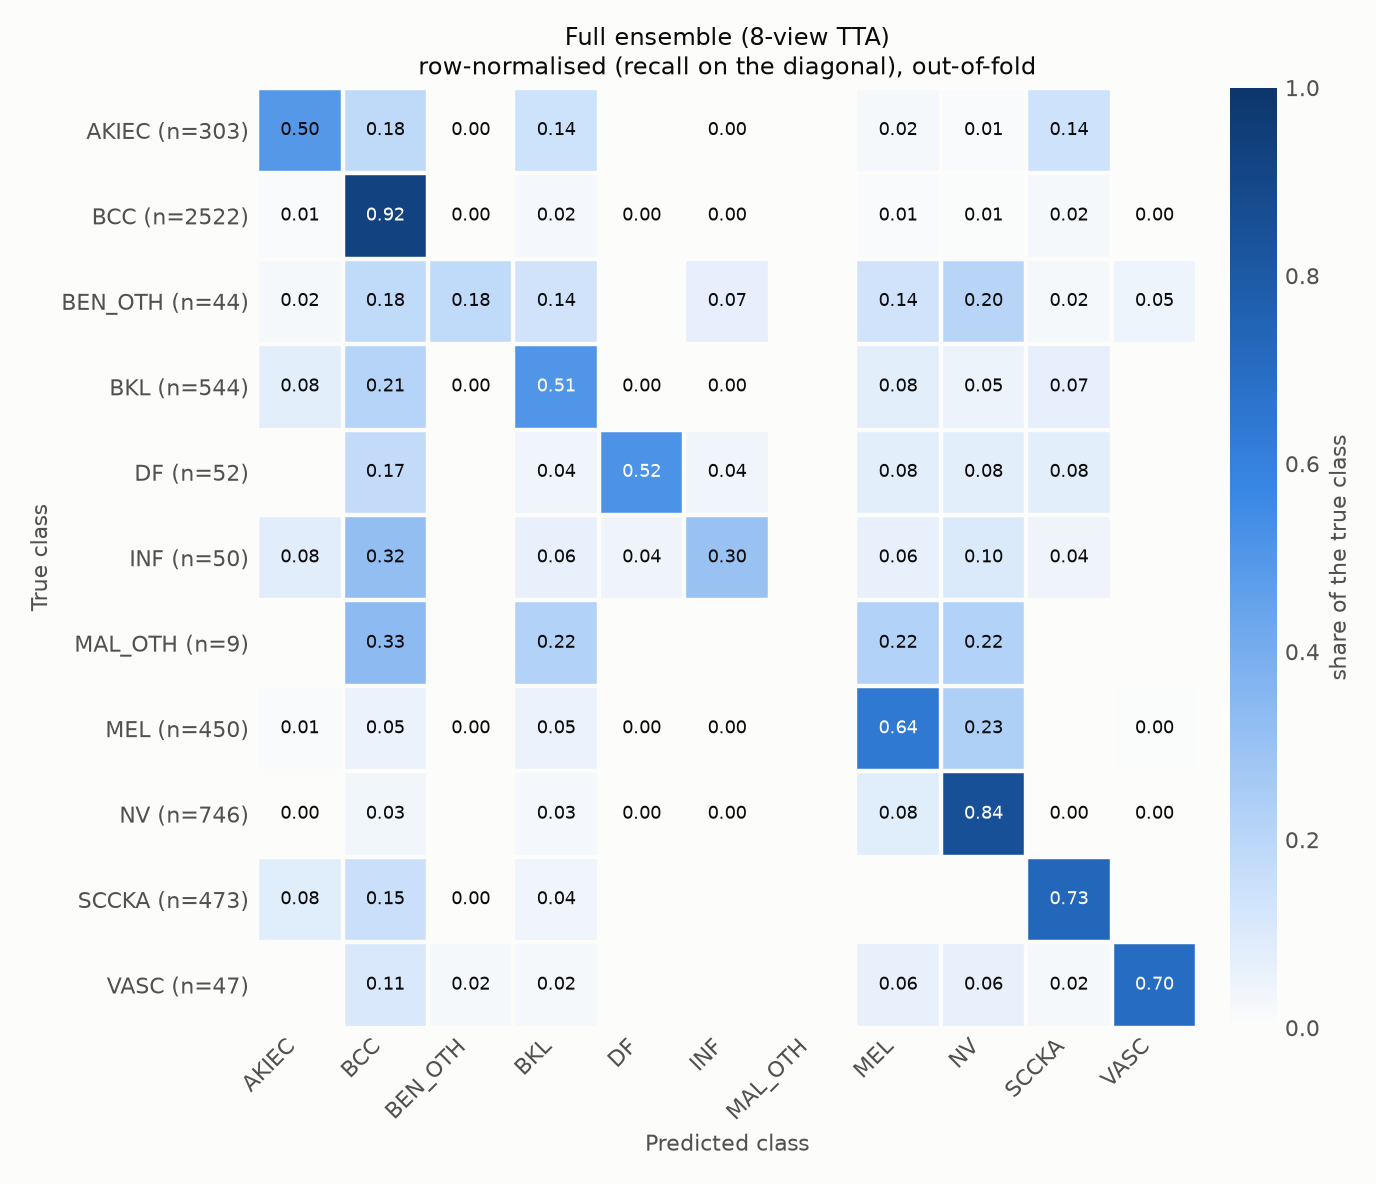 Full ensemble (8-view TTA)
row-normalised (recall on the diagonal), out-of-fold
True class
AKIEC (n=303) 0.50 0.18 0.00 0.14 0.00 0.02 0.01 0.14
BCC (n=2522) 0.01 0.92 0.00 0.02 0.00 0.00 0.01 0.01 0.02 0.00
BEN_OTH (n=44) 0.02 0.18 0.18 0.14 0.07 0.14 0.20 0.02 0.05
BKL (n=544) 0.08 0.21 0.00 0.51 0.00 0.00 0.08 0.05 0.07
DF (n=52) 0.17 0.04 0.52 0.04 0.08 0.08 0.08
INF (n=50) 0.08 0.32 0.06 0.04 0.30 0.06 0.10 0.04
MAL_OTH (n=9) 0.33 0.22 0.22 0.22
MEL (n=450) 0.01 0.05 0.00 0.05 0.00 0.00 0.64 0.23 0.00
NV (n=746) 0.00 0.03 0.03 0.00 0.00 0.08 0.84 0.00 0.00
SCCKA (n=473) 0.08 0.15 0.00 0.04 0.73
VASC (n=47) 0.11 0.02 0.02 0.06 0.06 0.02 0.70
AKIEC BCC BEN_OTH BKL DF INF MAL_OTH MEL NV SCCKA VASC
Predicted class
1.0
0.8
0.6
0.4
0.2
0.0
share of the true class